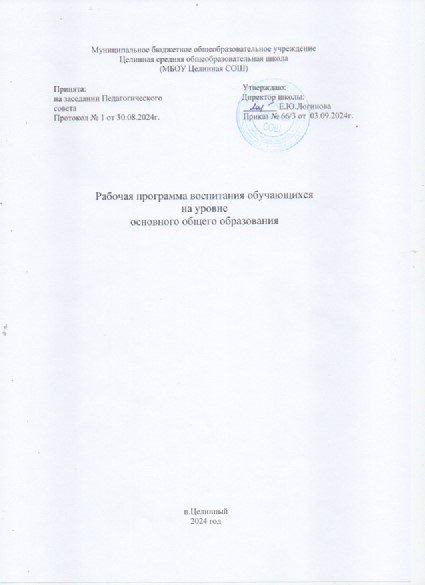 Муниципальное бюджетное общеобразовательное учреждение
Целинная средняя общеобразовательная школа
(МБОУ Целинная СОШ)
Принята:
на заседании Педагогического
совета
Протокол № 1 от 30.08.2024г.
Утверждаю:
Директор школы:
Е.Ю.Логинова
Приказ № 66/3 от 03.09.2024г.
Рабочая программа воспитания обучающихся
на уровне
основного общего образования
п.Целинный
2024 год